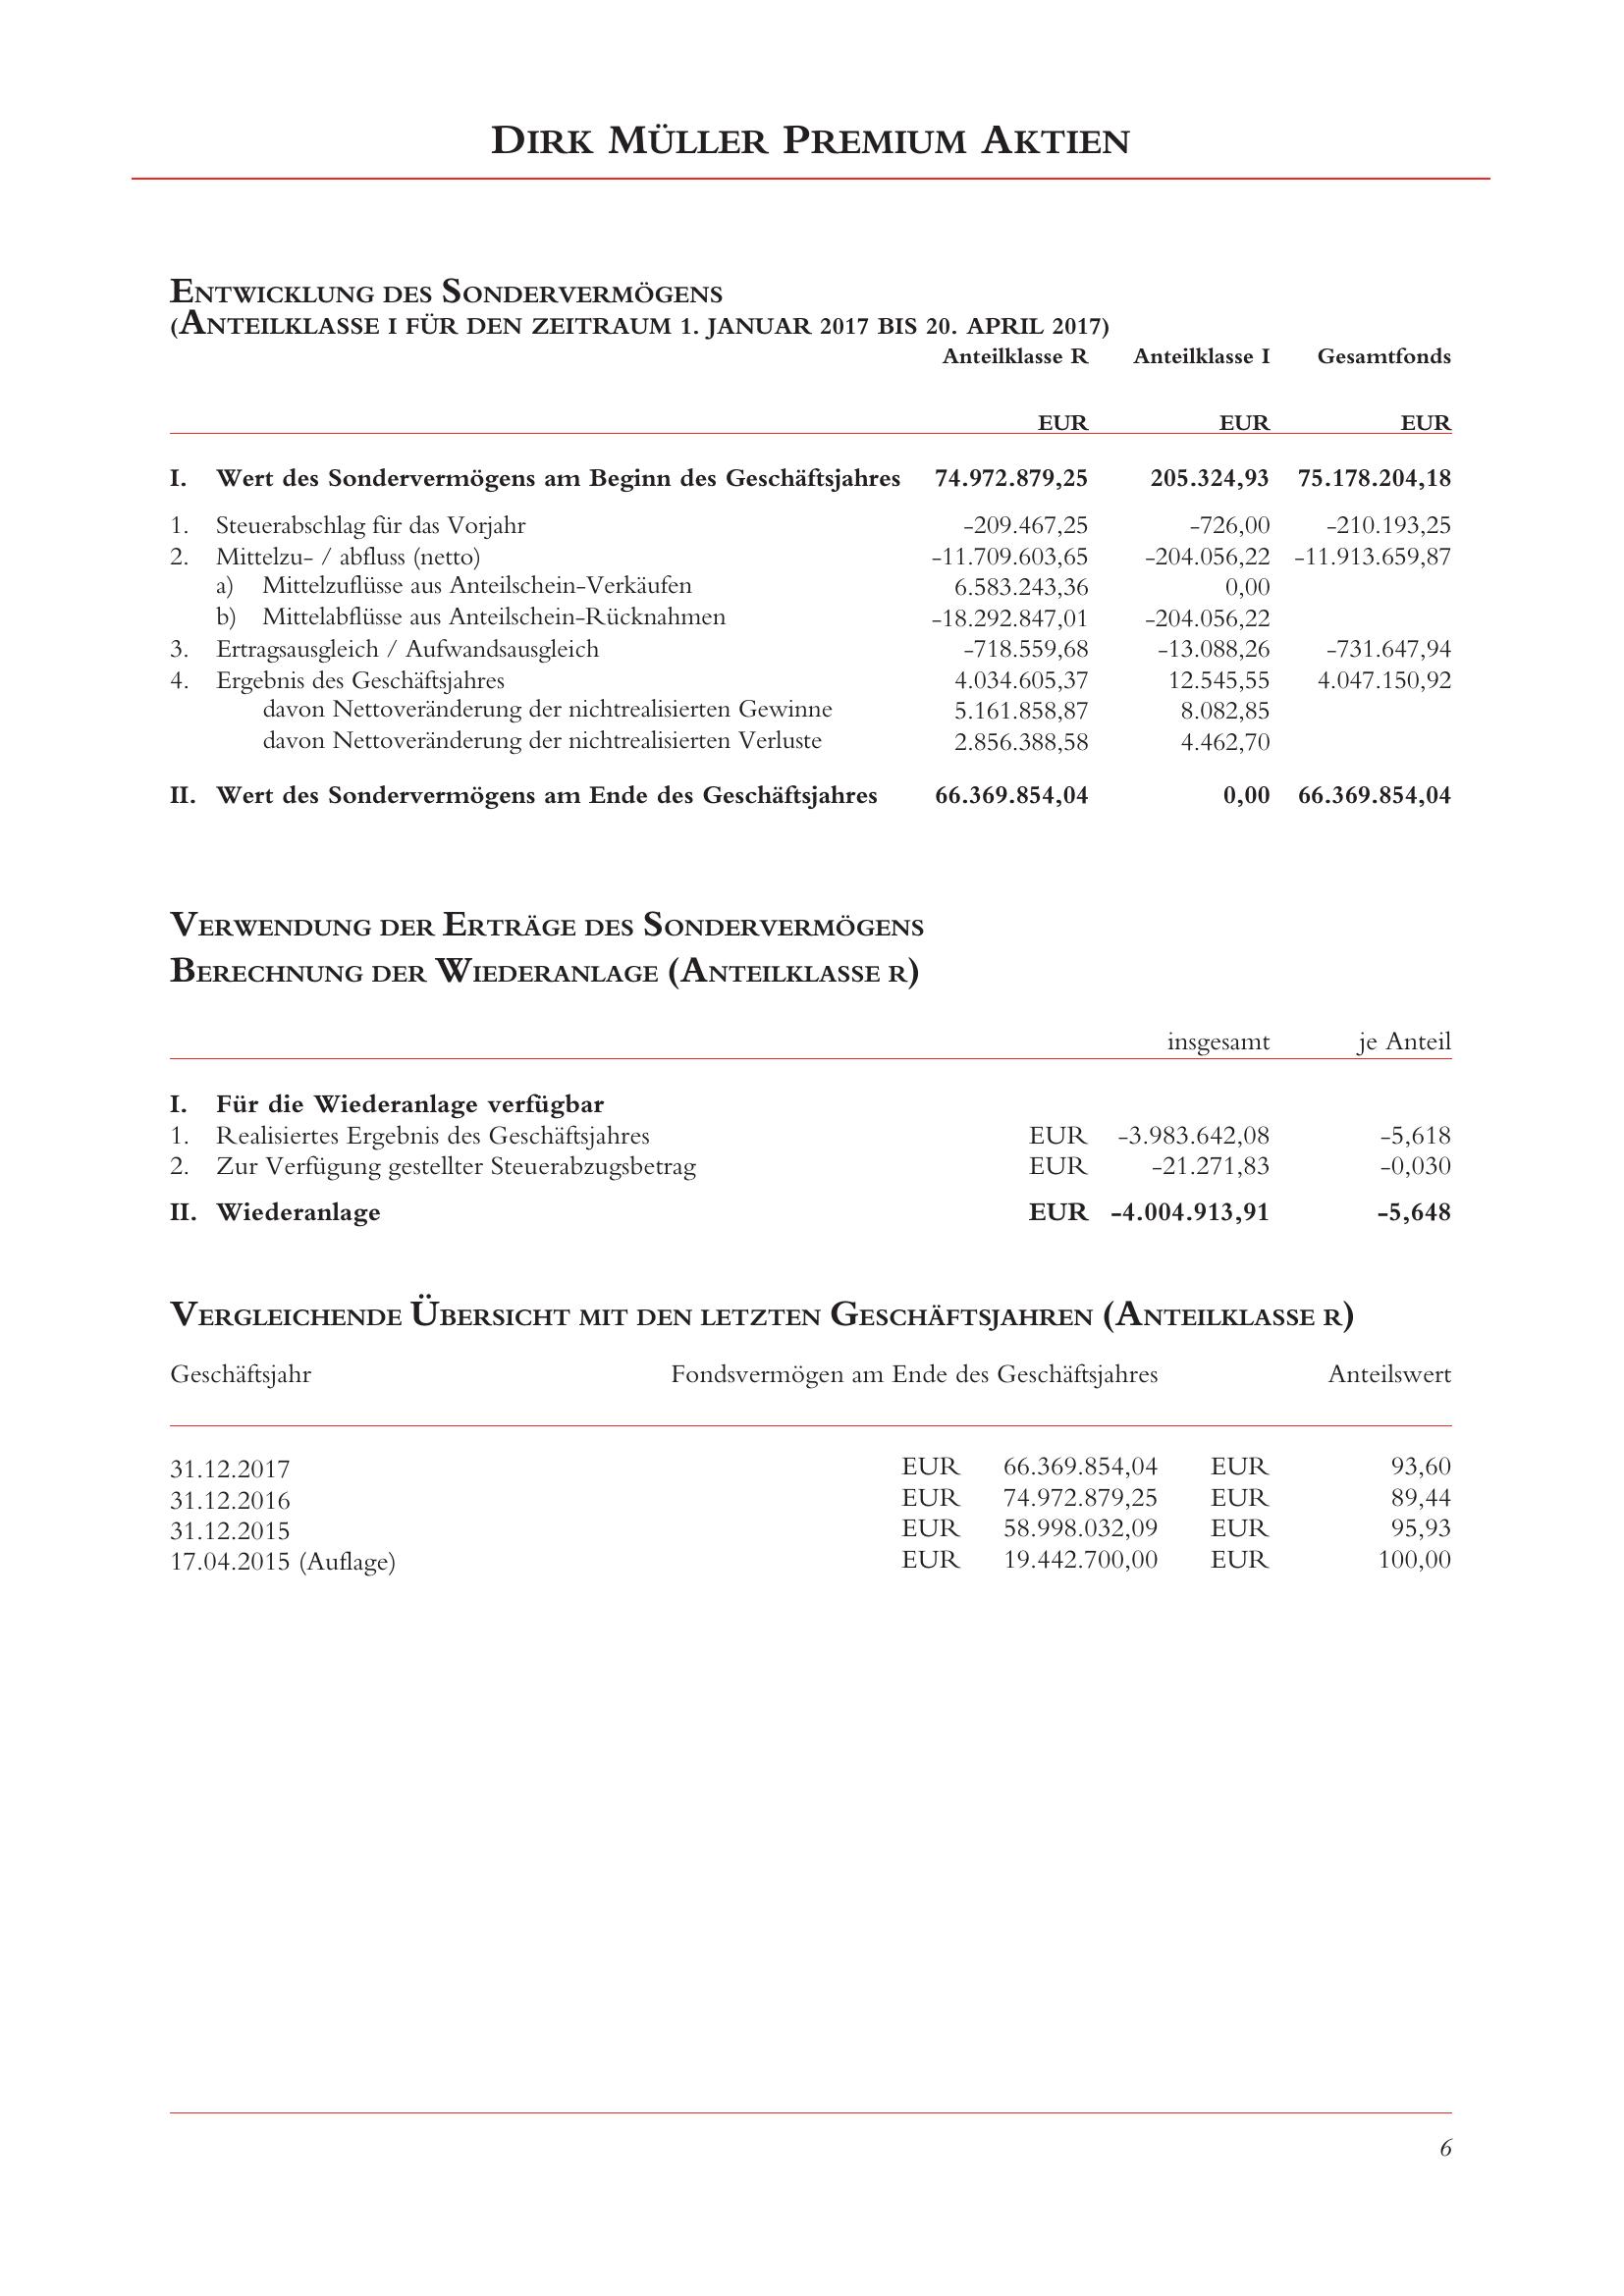 Dirk Müller Premium Aktien
Entwicklung des Sondervermögens
(Anteilklasse I für den Zeitraum 1. Januar 2017 bis 20. April 2017)
Anteilklasse R Anteilklasse I Gesamtfonds
EUR EUR EUR
I. Wert des Sondervermögens am Beginn des Geschäftsjahres 74.972.879,25 205.324,93 75.178.204,18
1. Steuerabschlag für das Vorjahr -209.467,25 -726,00 -210.193,25
2. Mittelzu- / abfluss (netto) -11.709.603,65 -204.056,22 -11.913.659,87
a) Mittelzuflüsse aus Anteilschein-Verkäufen 6.583.243,36 0,00
b) Mittelabflüsse aus Anteilschein-Rücknahmen -18.292.847,01 -204.056,22
3. Ertragsausgleich / Aufwandsausgleich -718.559,68 -13.088,26 -731.647,94
4. Ergebnis des Geschäftsjahres 4.034.605,37 12.545,55 4.047.150,92
davon Nettoveränderung der nichtrealisierten Gewinne 5.161.858,87 8.082,85
davon Nettoveränderung der nichtrealisierten Verluste 2.856.388,58 4.462,70
II. Wert des Sondervermögens am Ende des Geschäftsjahres 66.369.854,04 0,00 66.369.854,04
Verwendung der Erträge des Sondervermögens
Berechnung der Wiederanlage (Anteilklasse R)
insgesamt je Anteil
I. Für die Wiederanlage verfügbar
1. Realisiertes Ergebnis des Geschäftsjahres EUR -3.983.642,08 -5,618
2. Zur Verfügung gestellter Steuerabzugsbetrag EUR -21.271,83 -0,030
II. Wiederanlage EUR -4.004.913,91 -5,648
Vergleichende Übersicht mit den letzten Geschäftsjahren (Anteilklasse R)
Geschäftsjahr Fondsvermögen am Ende des Geschäftsjahres Anteilswert
31.12.2017 EUR 66.369.854,04 EUR 93,60
31.12.2016 EUR 74.972.879,25 EUR 89,44
31.12.2015 EUR 58.998.032,09 EUR 95,93
17.04.2015 (Auflage) EUR 19.442.700,00 EUR 100,00
6